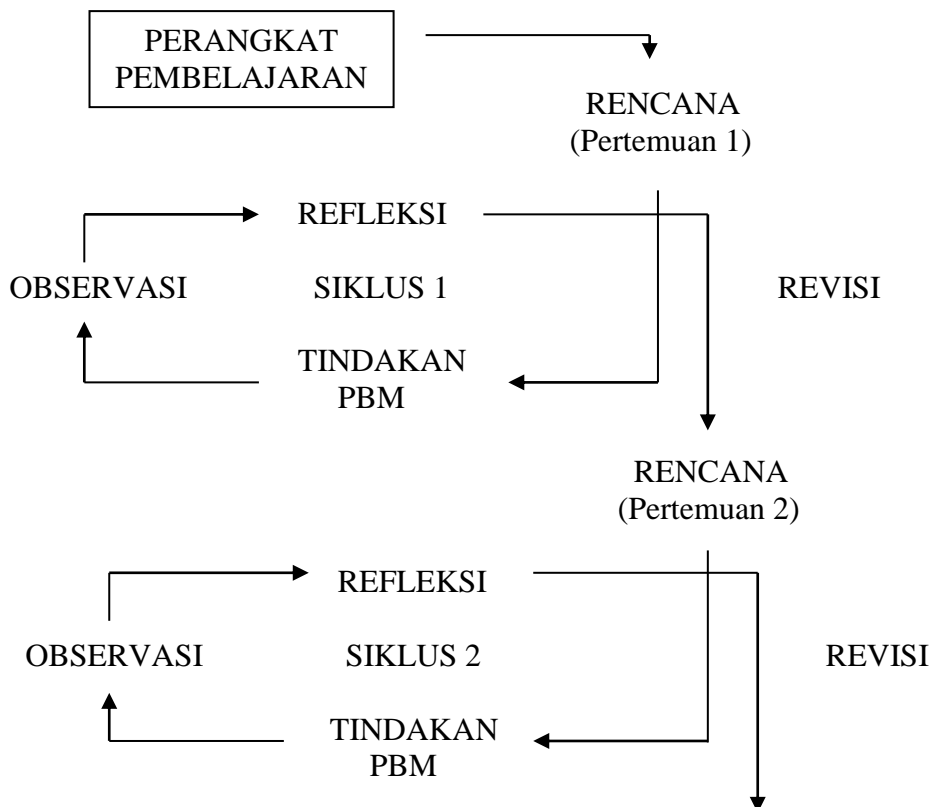 PERANGKAT
PEMBELAJARAN
RENCANA
(Pertemuan 1)
REFLEKSI
OBSERVASI
SIKLUS 1
REVISI
TINDAKAN
PBM
RENCANA
(Pertemuan 2)
REFLEKSI
OBSERVASI
SIKLUS 2
REVISI
TINDAKAN
PBM